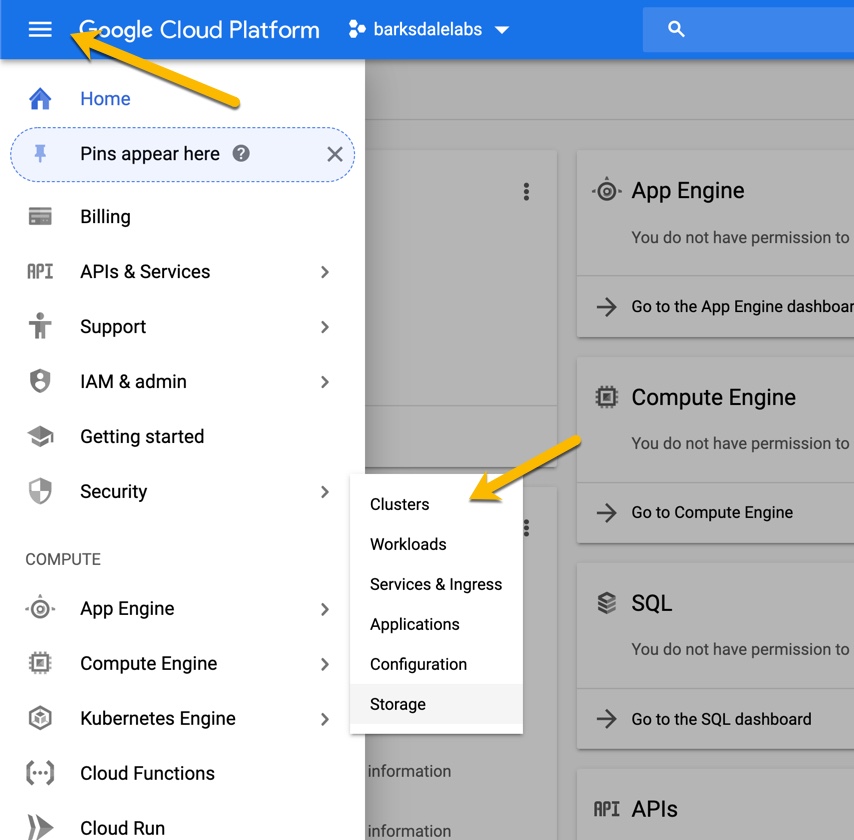 Google Cloud Platform
barksdalelabs
Home
Pins appear here ?
Billing
API APIs & Services
Support
IAM & admin
Getting started
Security
COMPUTE
App Engine
Compute Engine
Kubernetes Engine
Cloud Functions
Cloud Run
Clusters
Workloads
Services & Ingress
Applications
Configuration
Storage
information
information
App Engine
You do not have permission to
Go to the App Engine dashboar
Compute Engine
You do not have permission to
Go to Compute Engine
SQL
You do not have permission to
Go to the SQL dashboard
API APIs